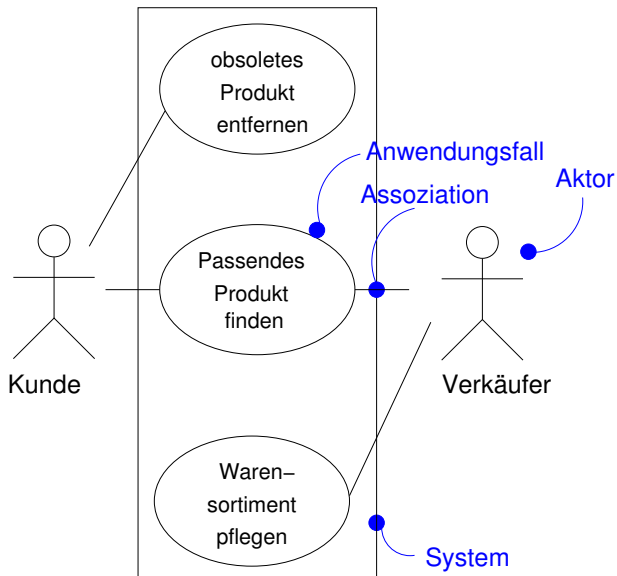 obsoletes
Produkt
entfernen
Anwendungsfall
Assoziation
Aktor
Passendes
Produkt
finden
Kunde
Verkäufer
Waren–
sortiment
pflegen
System